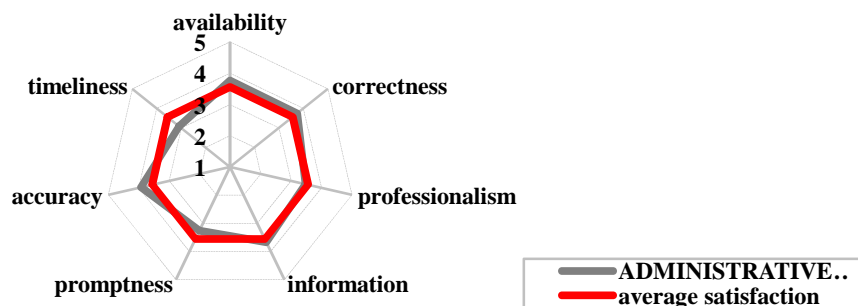 availability
5
4
timeliness
correctness
3
2
1
accuracy
professionalism
promptness
information
ADMINISTRATIVE..
average satisfaction